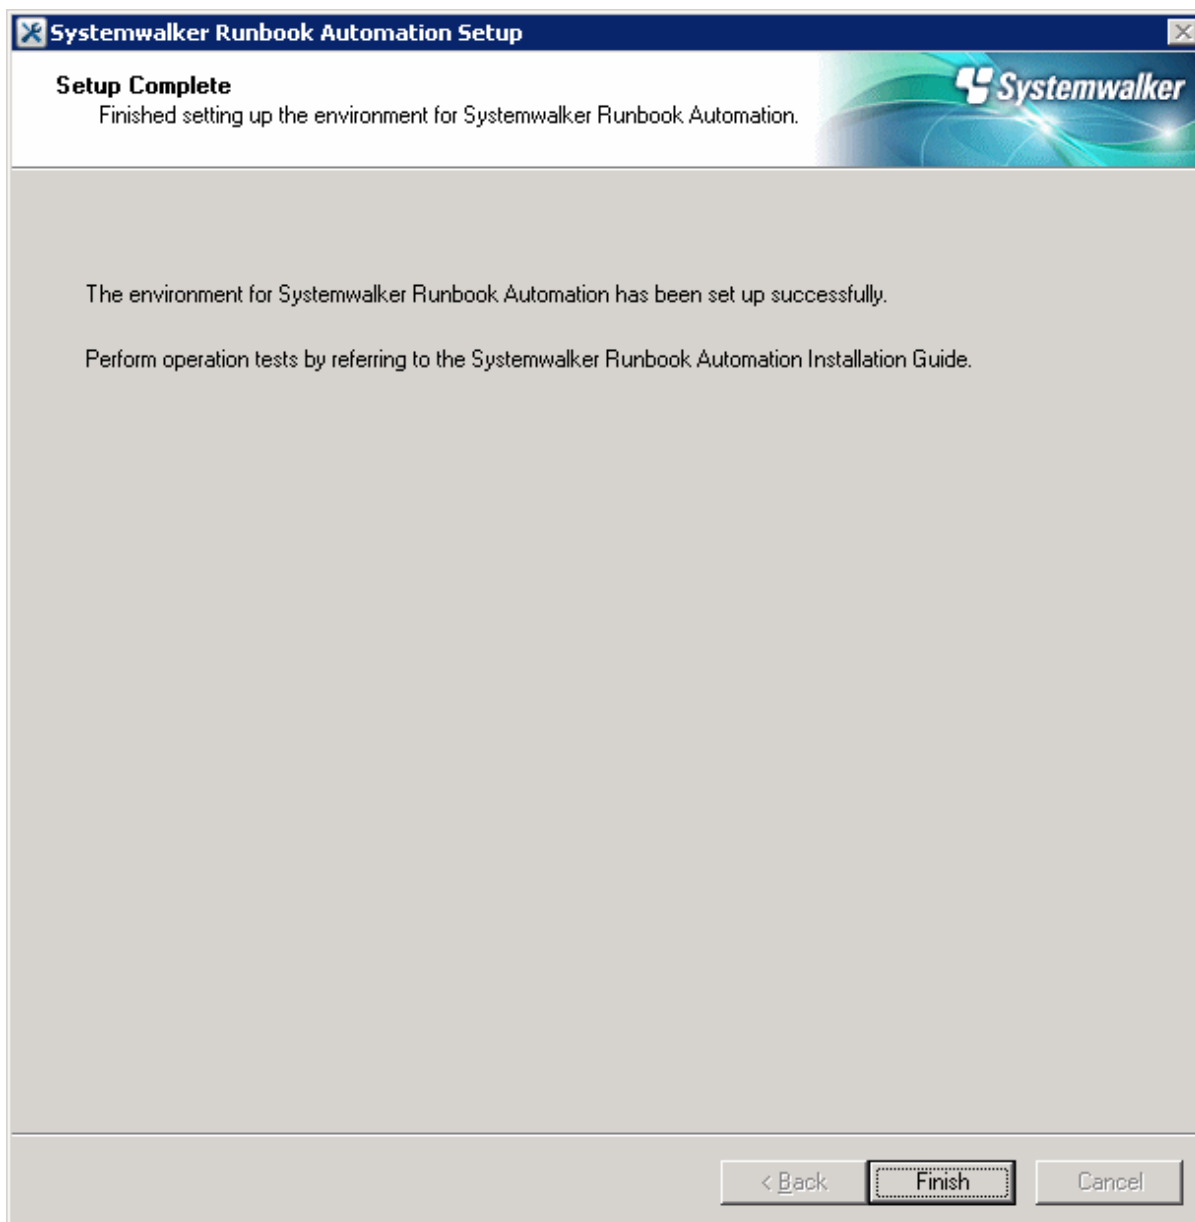 Systemwalker Runbook Automation Setup
Setup Complete
Finished setting up the environment for Systemwalker Runbook Automation.
Systemwalker
The environment for Systemwalker Runbook Automation has been set up successfully.
Perform operation tests by referring to the Systemwalker Runbook Automation Installation Guide.
< Back
Finish
Cancel